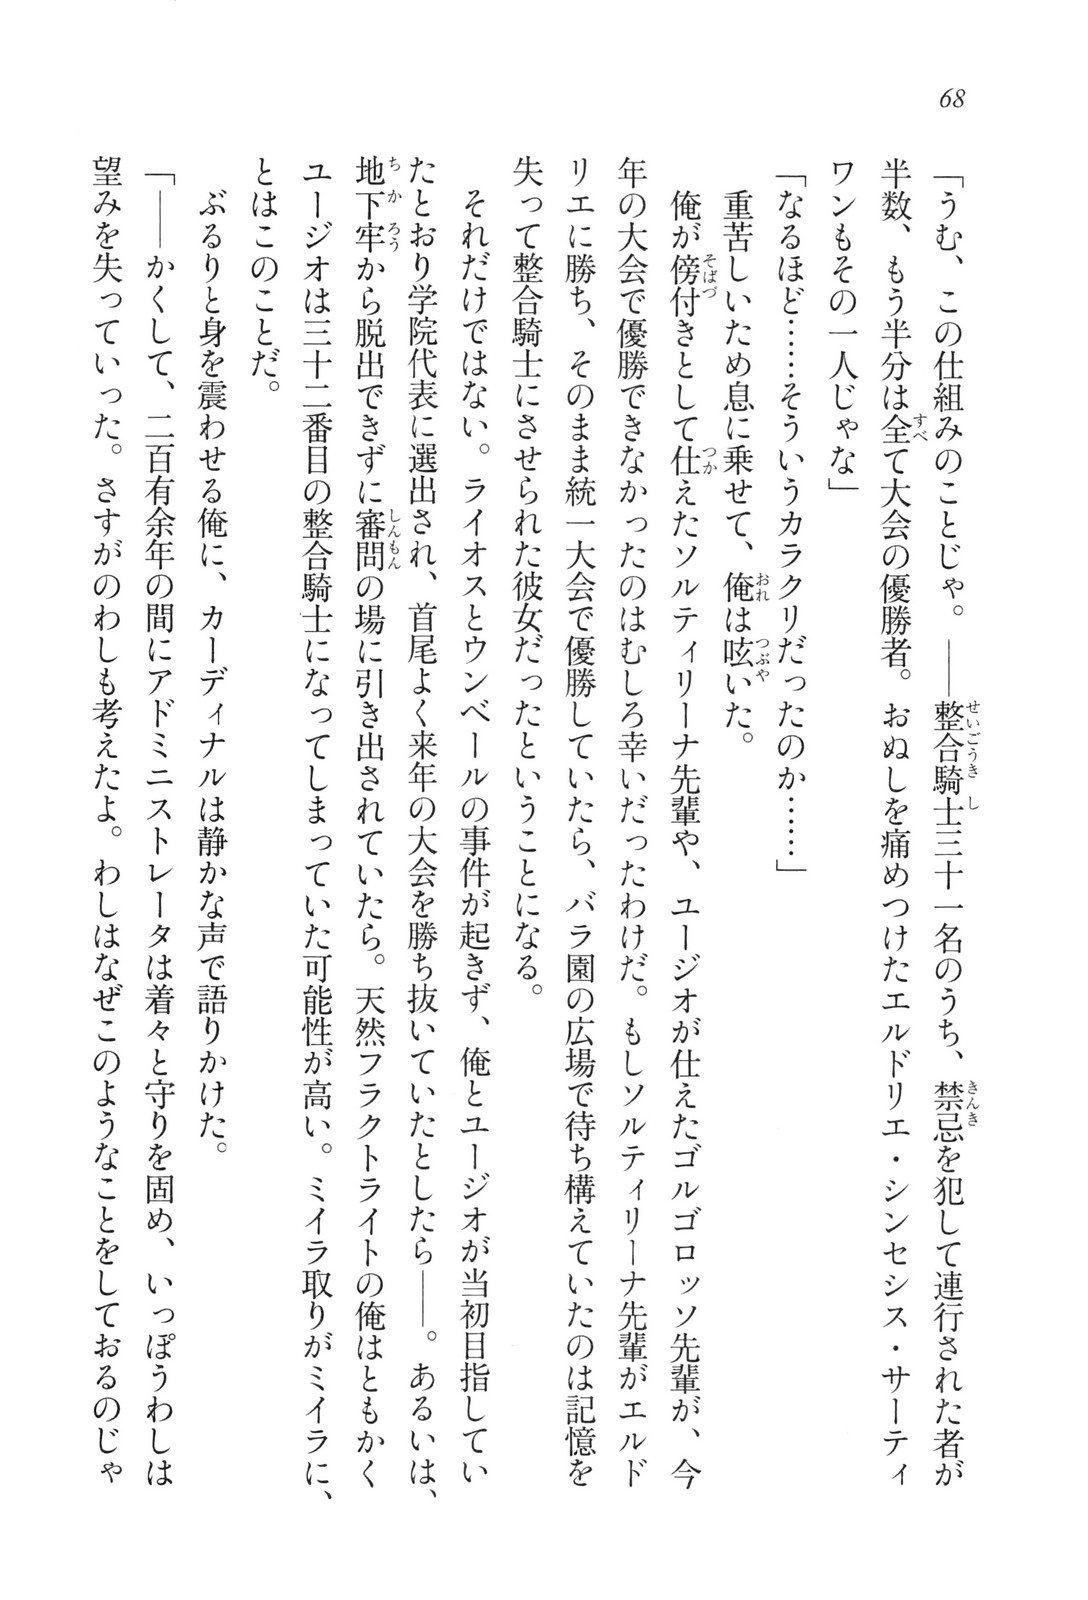 68
「うむ、この仕組みのことじゃ。――整合騎士三十一名のうち、禁忌を犯して連行された者が
半数、もう半分は全て大会の優勝者。おぬしを痛めつけたエルドリエ・シンセシス・サーティ
ワンもその一人じゃな」
「なるほど……そういうカラクリだったのか……」
　重苦しいため息に乗せて、俺は呟いた。
　俺が傍付きとして仕えたソルティリーナ先輩や、ユージオが仕えたゴルゴロッソ先輩が、今
年の大会で優勝できなかったのはむしろ幸いだったわけだ。もしソルティリーナ先輩がエルド
リエに勝ち、そのまま統一大会で優勝していたら、バラ園の広場で待ち構えていたのは記憶を
失って整合騎士にさせられた彼女だったということになる。
　それだけではない。ライオスとウンベールの事件が起きず、俺とユージオが当初目指してい
たとおり学院代表に選出され、首尾よく来年の大会を勝ち抜いていたとしたら――。あるいは、
地下牢から脱出できずに審問の場に引き出されていたら。天然フラクトライトの俺はともかく
ユージオは三十二番目の整合騎士になってしまっていた可能性が高い。ミイラ取りがミイラに、
とはこのことだ。
　ぶるりと身を震わせる俺に、カーディナルは静かな声で語りかけた。
「――かくして、二百有余年の間にアドミニストレータは着々と守りを固め、いっぽうわしは
望みを失っていった。さすがのわしも考えたよ。わしはなぜこのようなことをしておるのじゃ